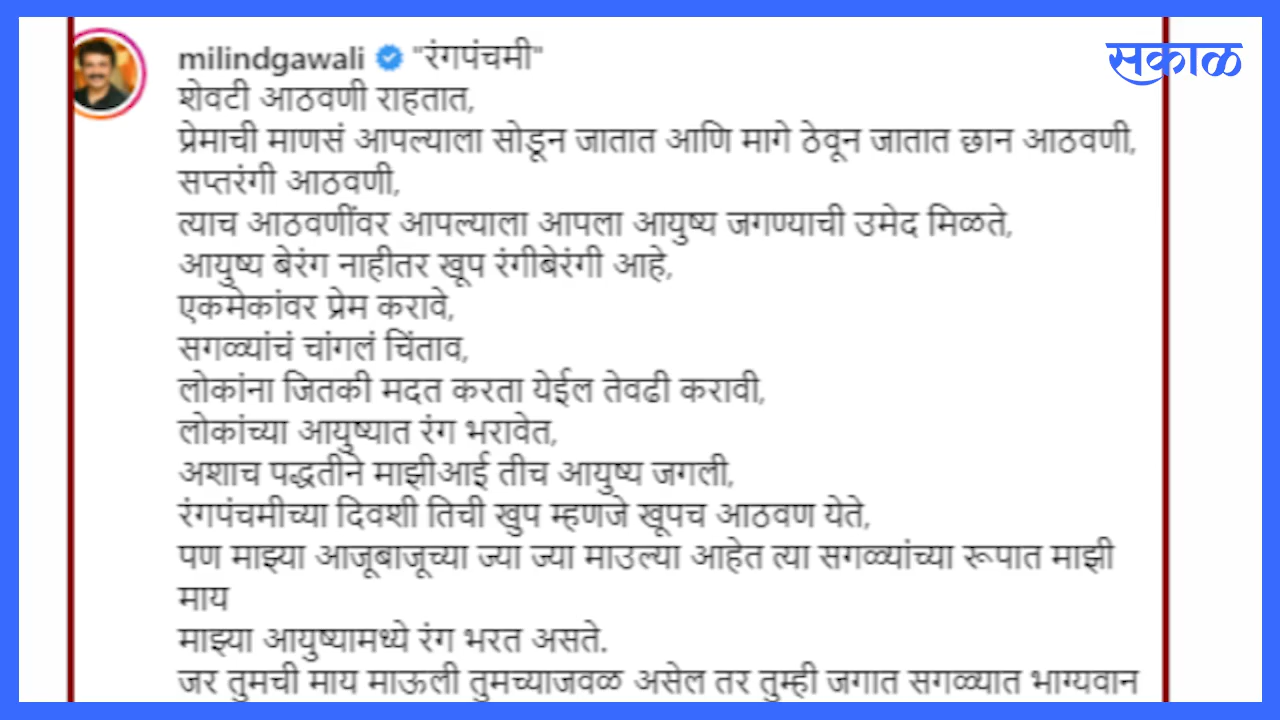 milindgawali "रंगपंचमी"
सकाळ
शेवटी आठवणी राहतात,
प्रेमाची माणसं आपल्याला सोडून जातात आणि मागे ठेवून जातात छान आठवणी,
सप्तरंगी आठवणी,
त्याच आठवणींवर आपल्याला आपला आयुष्य जगण्याची उमेद मिळते,
आयुष्य बेरंग नाहीतर खूप रंगीबेरंगी आहे,
एकमेकांवर प्रेम करावे,
सगळ्यांचं चांगलं चिंताव,
लोकांना जितकी मदत करता येईल तेवढी करावी,
लोकांच्या आयुष्यात रंग भरावेत,
अशाच पद्धतीने माझीआई तीच आयुष्य जगली,
रंगपंचमीच्या दिवशी तिची खुप म्हणजे खूपच आठवण येते,
पण माझ्या आजूबाजूच्या ज्या ज्या माउल्या आहेत त्या सगळ्यांच्या रूपात माझी
माय
माझ्या आयुष्यामध्ये रंग भरत असते.
जर तुमची माय माऊली तुमच्याजवळ असेल तर तुम्ही जगात सगळ्यात भाग्यवान